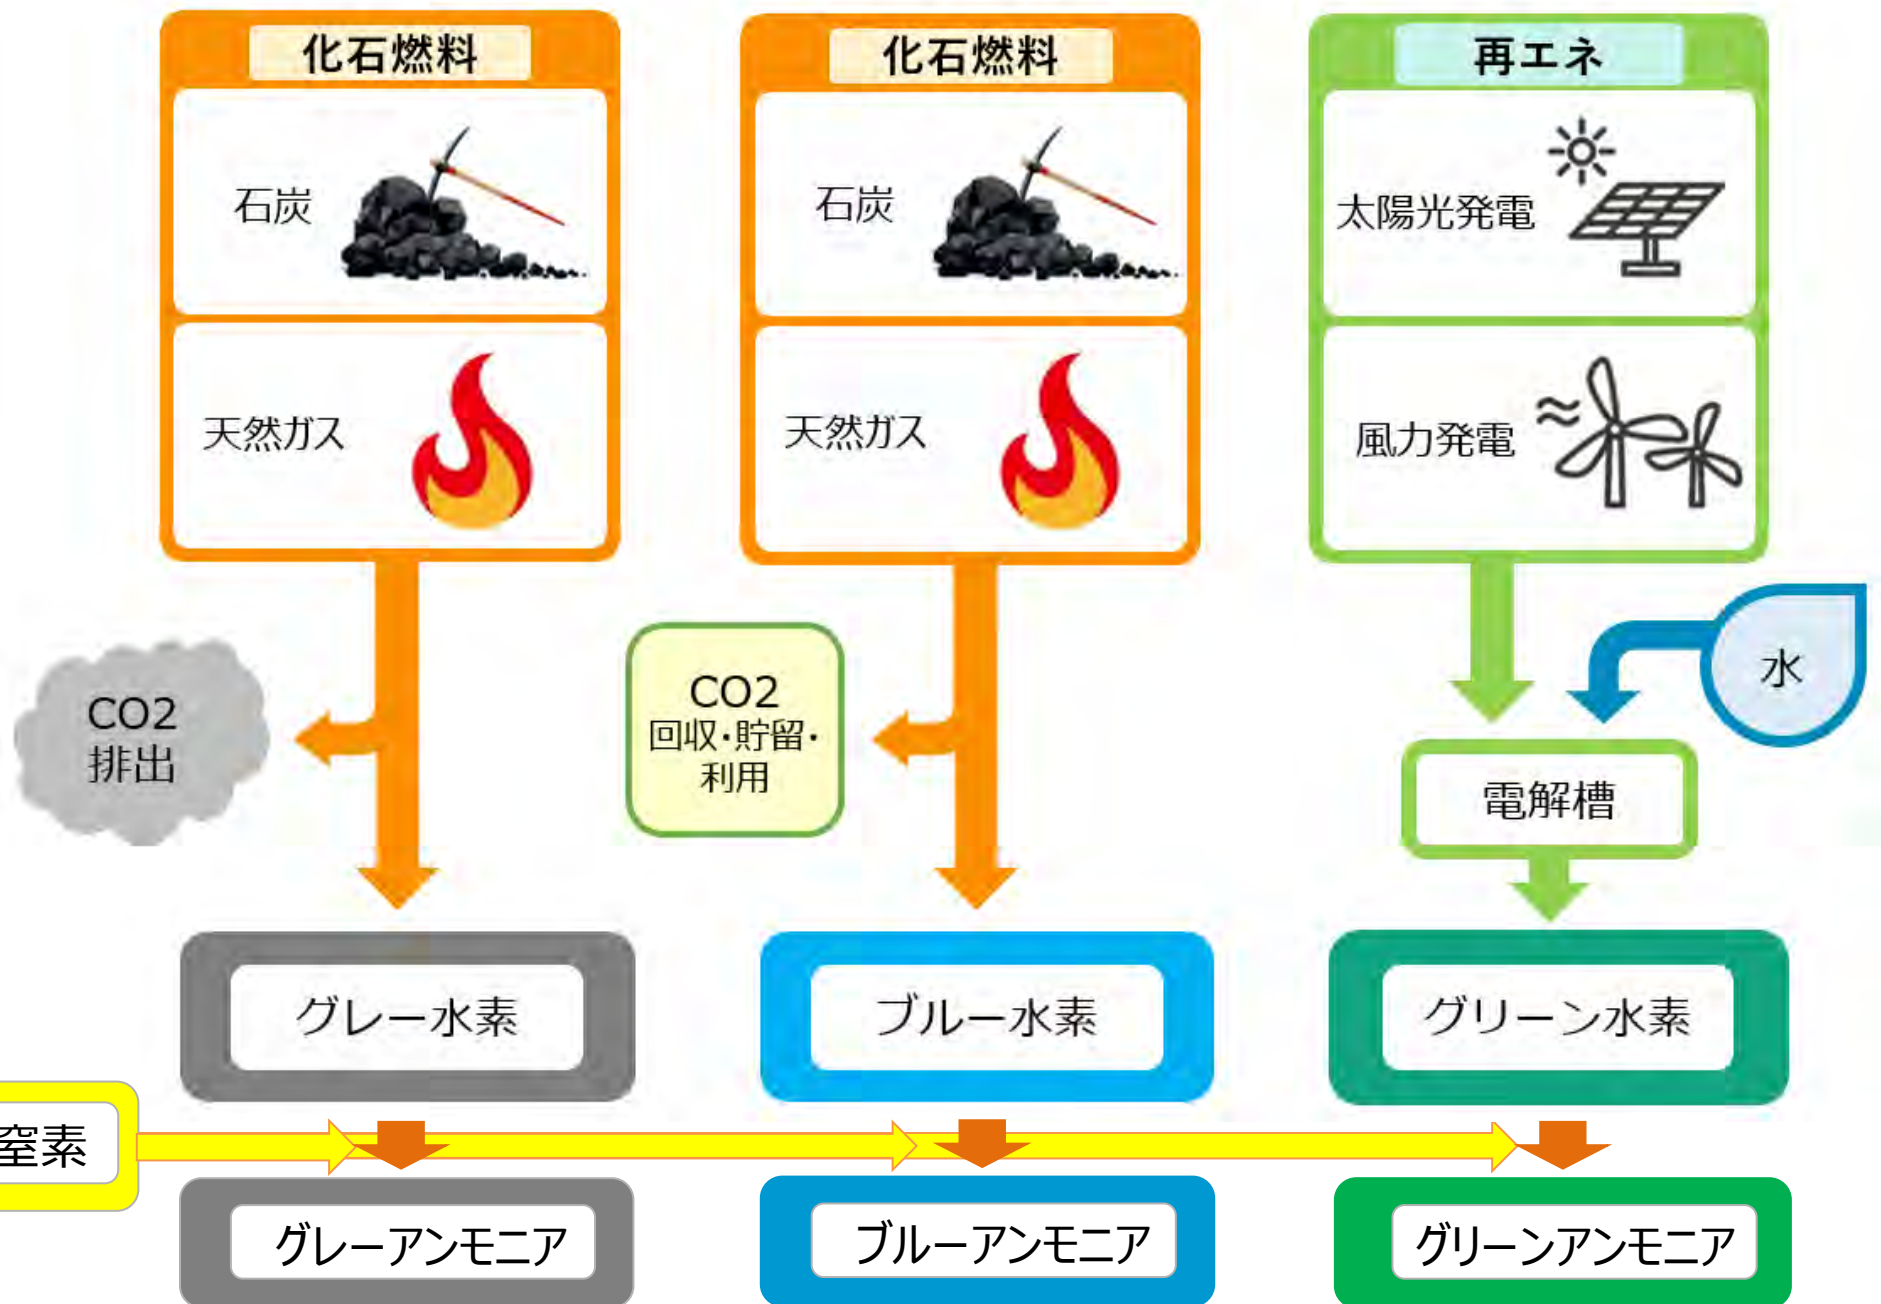 化石燃料
化石燃料
再エネ
石炭
石炭
太陽光発電
天然ガス
天然ガス
風力発電
CO2
排出
CO2
回収・貯留・
利用
水
電解槽
グレー水素
ブルー水素
グリーン水素
窒素
グレーアンモニア
ブルーアンモニア
グリーンアンモニア